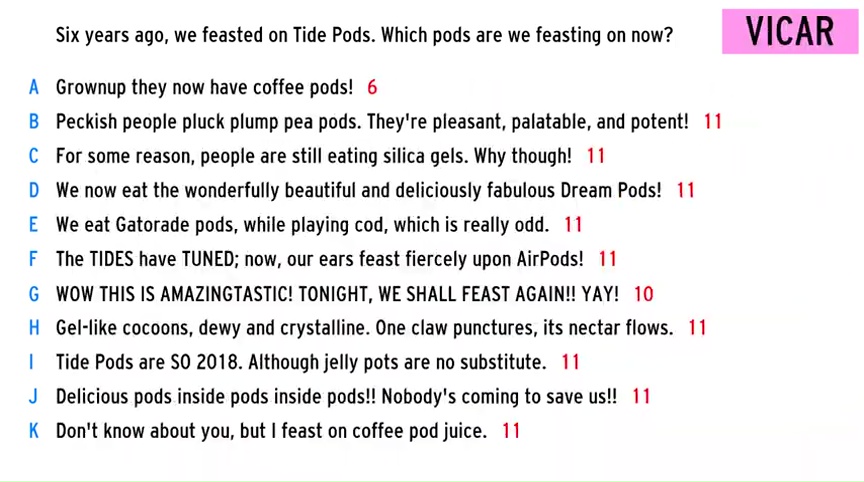 Six years ago, we feasted on Tide Pods. Which pods are we feasting on now?
VICAR
A Grownup they now have coffee pods! 6
B Peckish people pluck plump pea pods. They're pleasant, palatable, and potent! 11
C For some reason, people are still eating silica gels. Why though! 11
D We now eat the wonderfully beautiful and deliciously fabulous Dream Pods! 11
E We eat Gatorade pods, while playing cod, which is really odd. 11
F The TIDES have TUNED; now, our ears feast fiercely upon AirPods! 11
G WOW THIS IS AMAZINGTASTIC! TONIGHT, WE SHALL FEAST AGAIN!! YAY! 10
H Gel-like cocoons, dewy and crystalline. One claw punctures, its nectar flows. 11
I Tide Pods are SO 2018. Although jelly pots are no substitute. 11
J Delicious pods inside pods inside pods!! Nobody's coming to save us!! 11
K Don't know about you, but I feast on coffee pod juice. 11